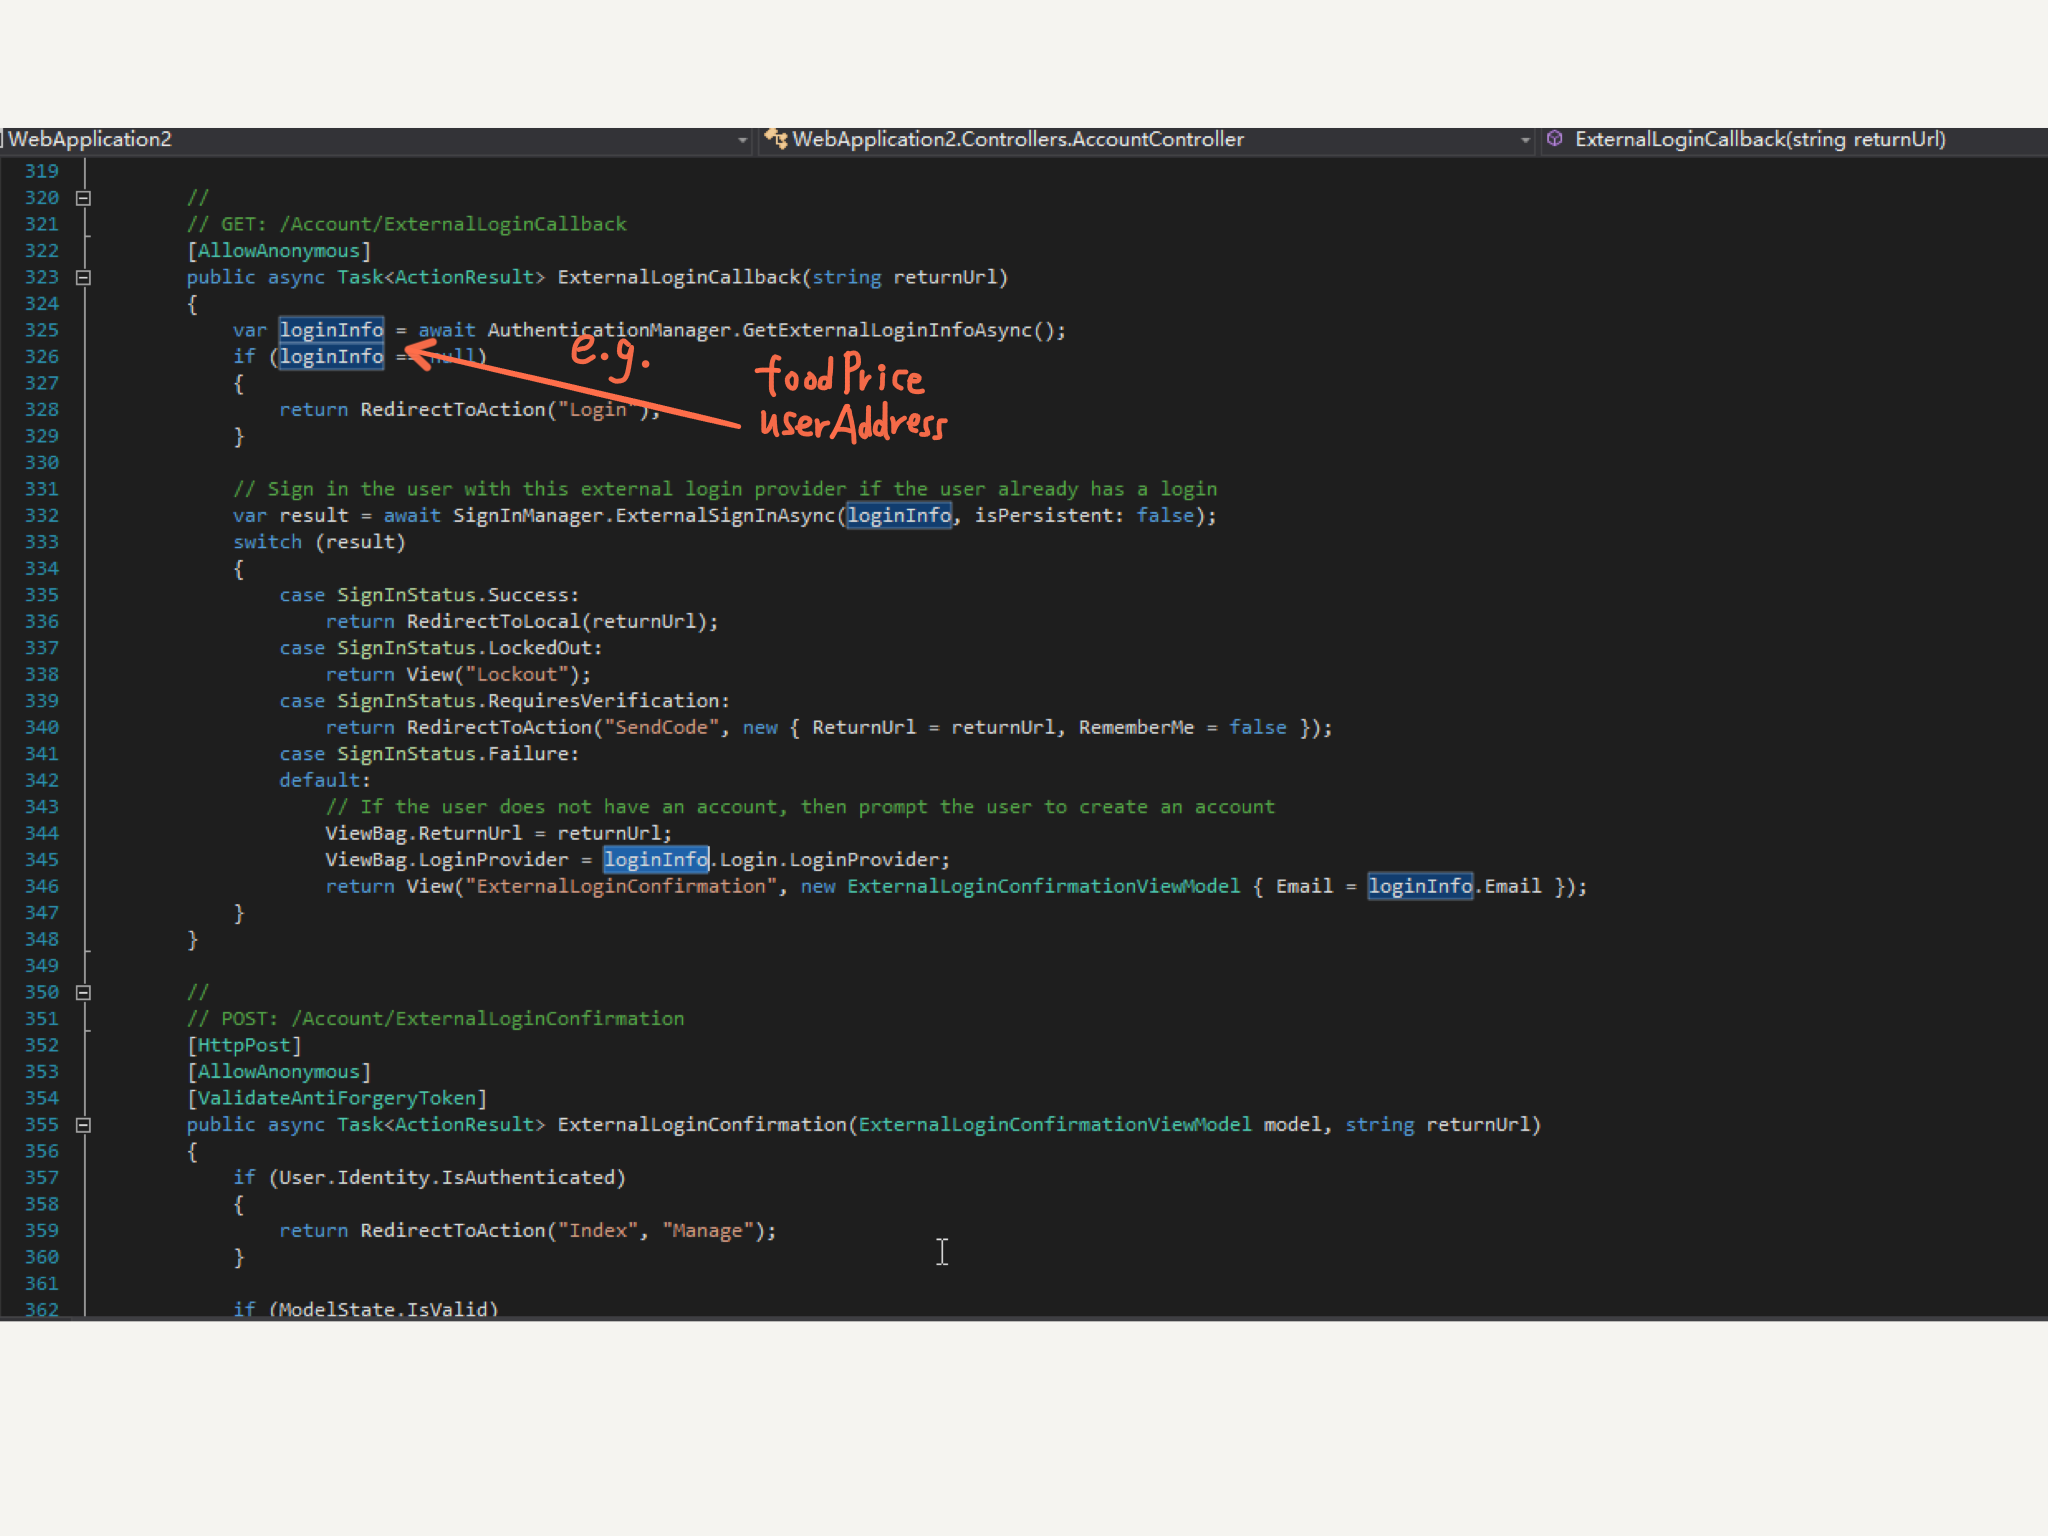 WebApplication2 WebApplication2.Controllers.AccountController ExternalLoginCallback(string returnUrl)
319
320 //
321 // GET: /Account/ExternalLoginCallback
322 [AllowAnonymous]
323 public async Task<ActionResult> ExternalLoginCallback(string returnUrl)
324 {
325 var loginInfo = await AuthenticationManager.GetExternalLoginInfoAsync();
326 if (loginInfo == null)
e.g.
foodPrice
userAddress
327 {
328 return RedirectToAction("Login");
329 }
330
331 // Sign in the user with this external login provider if the user already has a login
332 var result = await SignInManager.ExternalSignInAsync(loginInfo, isPersistent: false);
333 switch (result)
334 {
335 case SignInStatus.Success:
336 return RedirectToLocal(returnUrl);
337 case SignInStatus.LockedOut:
338 return View("Lockout");
339 case SignInStatus.RequiresVerification:
340 return RedirectToAction("SendCode", new { ReturnUrl = returnUrl, RememberMe = false });
341 case SignInStatus.Failure:
342 default:
343 // If the user does not have an account, then prompt the user to create an account
344 ViewBag.ReturnUrl = returnUrl;
345 ViewBag.LoginProvider = loginInfo.Login.LoginProvider;
346 return View("ExternalLoginConfirmation", new ExternalLoginConfirmationViewModel { Email = loginInfo.Email });
347 }
348 }
349
350 //
351 // POST: /Account/ExternalLoginConfirmation
352 [HttpPost]
353 [AllowAnonymous]
354 [ValidateAntiForgeryToken]
355 public async Task<ActionResult> ExternalLoginConfirmation(ExternalLoginConfirmationViewModel model, string returnUrl)
356 {
357 if (User.Identity.IsAuthenticated)
358 {
359 return RedirectToAction("Index", "Manage");
360 }
361
362 if (ModelState.IsValid)